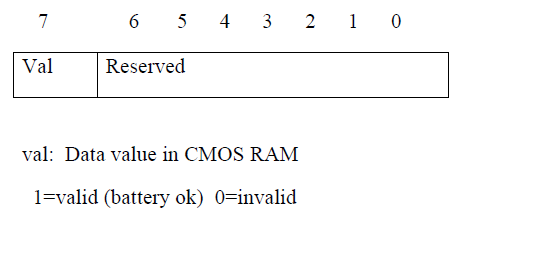 7 6 5 4 3 2 1 0
Val Reserved
val: Data value in CMOS RAM
1=valid (battery ok) 0=invalid